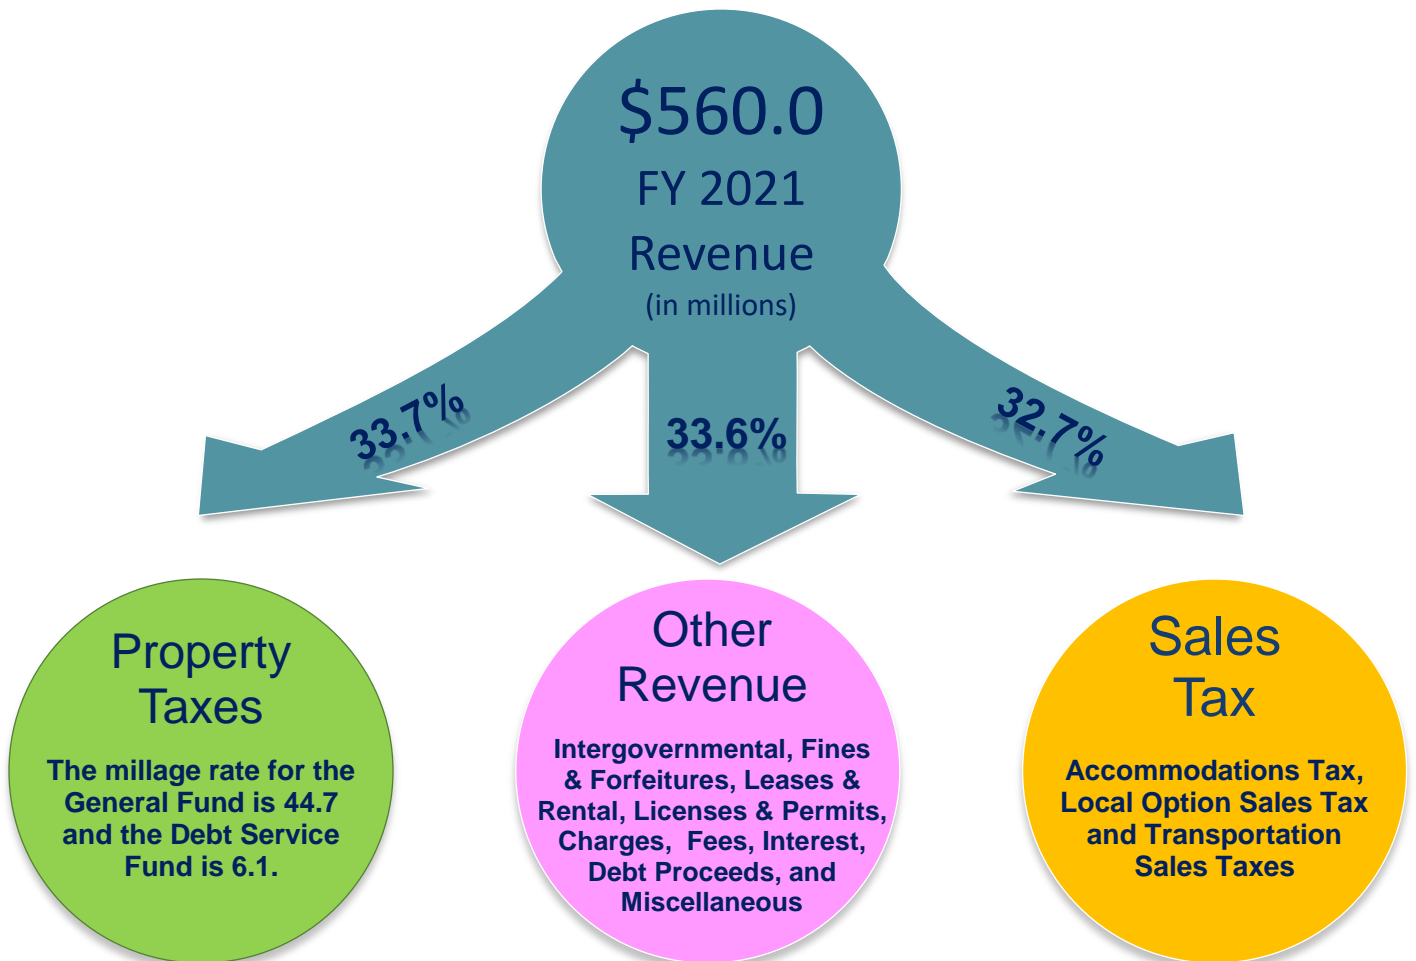 $560.0
FY 2021
Revenue
(in millions)
33.7%
33.6%
32.7%
Property
Taxes
The millage rate for the
General Fund is 44.7
and the Debt Service
Fund is 6.1.
Other
Revenue
Intergovernmental, Fines
& Forfeitures, Leases &
Rental, Licenses & Permits,
Charges,  Fees, Interest,
Debt Proceeds, and
Miscellaneous
Sales
Tax
Accommodations Tax,
Local Option Sales Tax
and Transportation
Sales Taxes